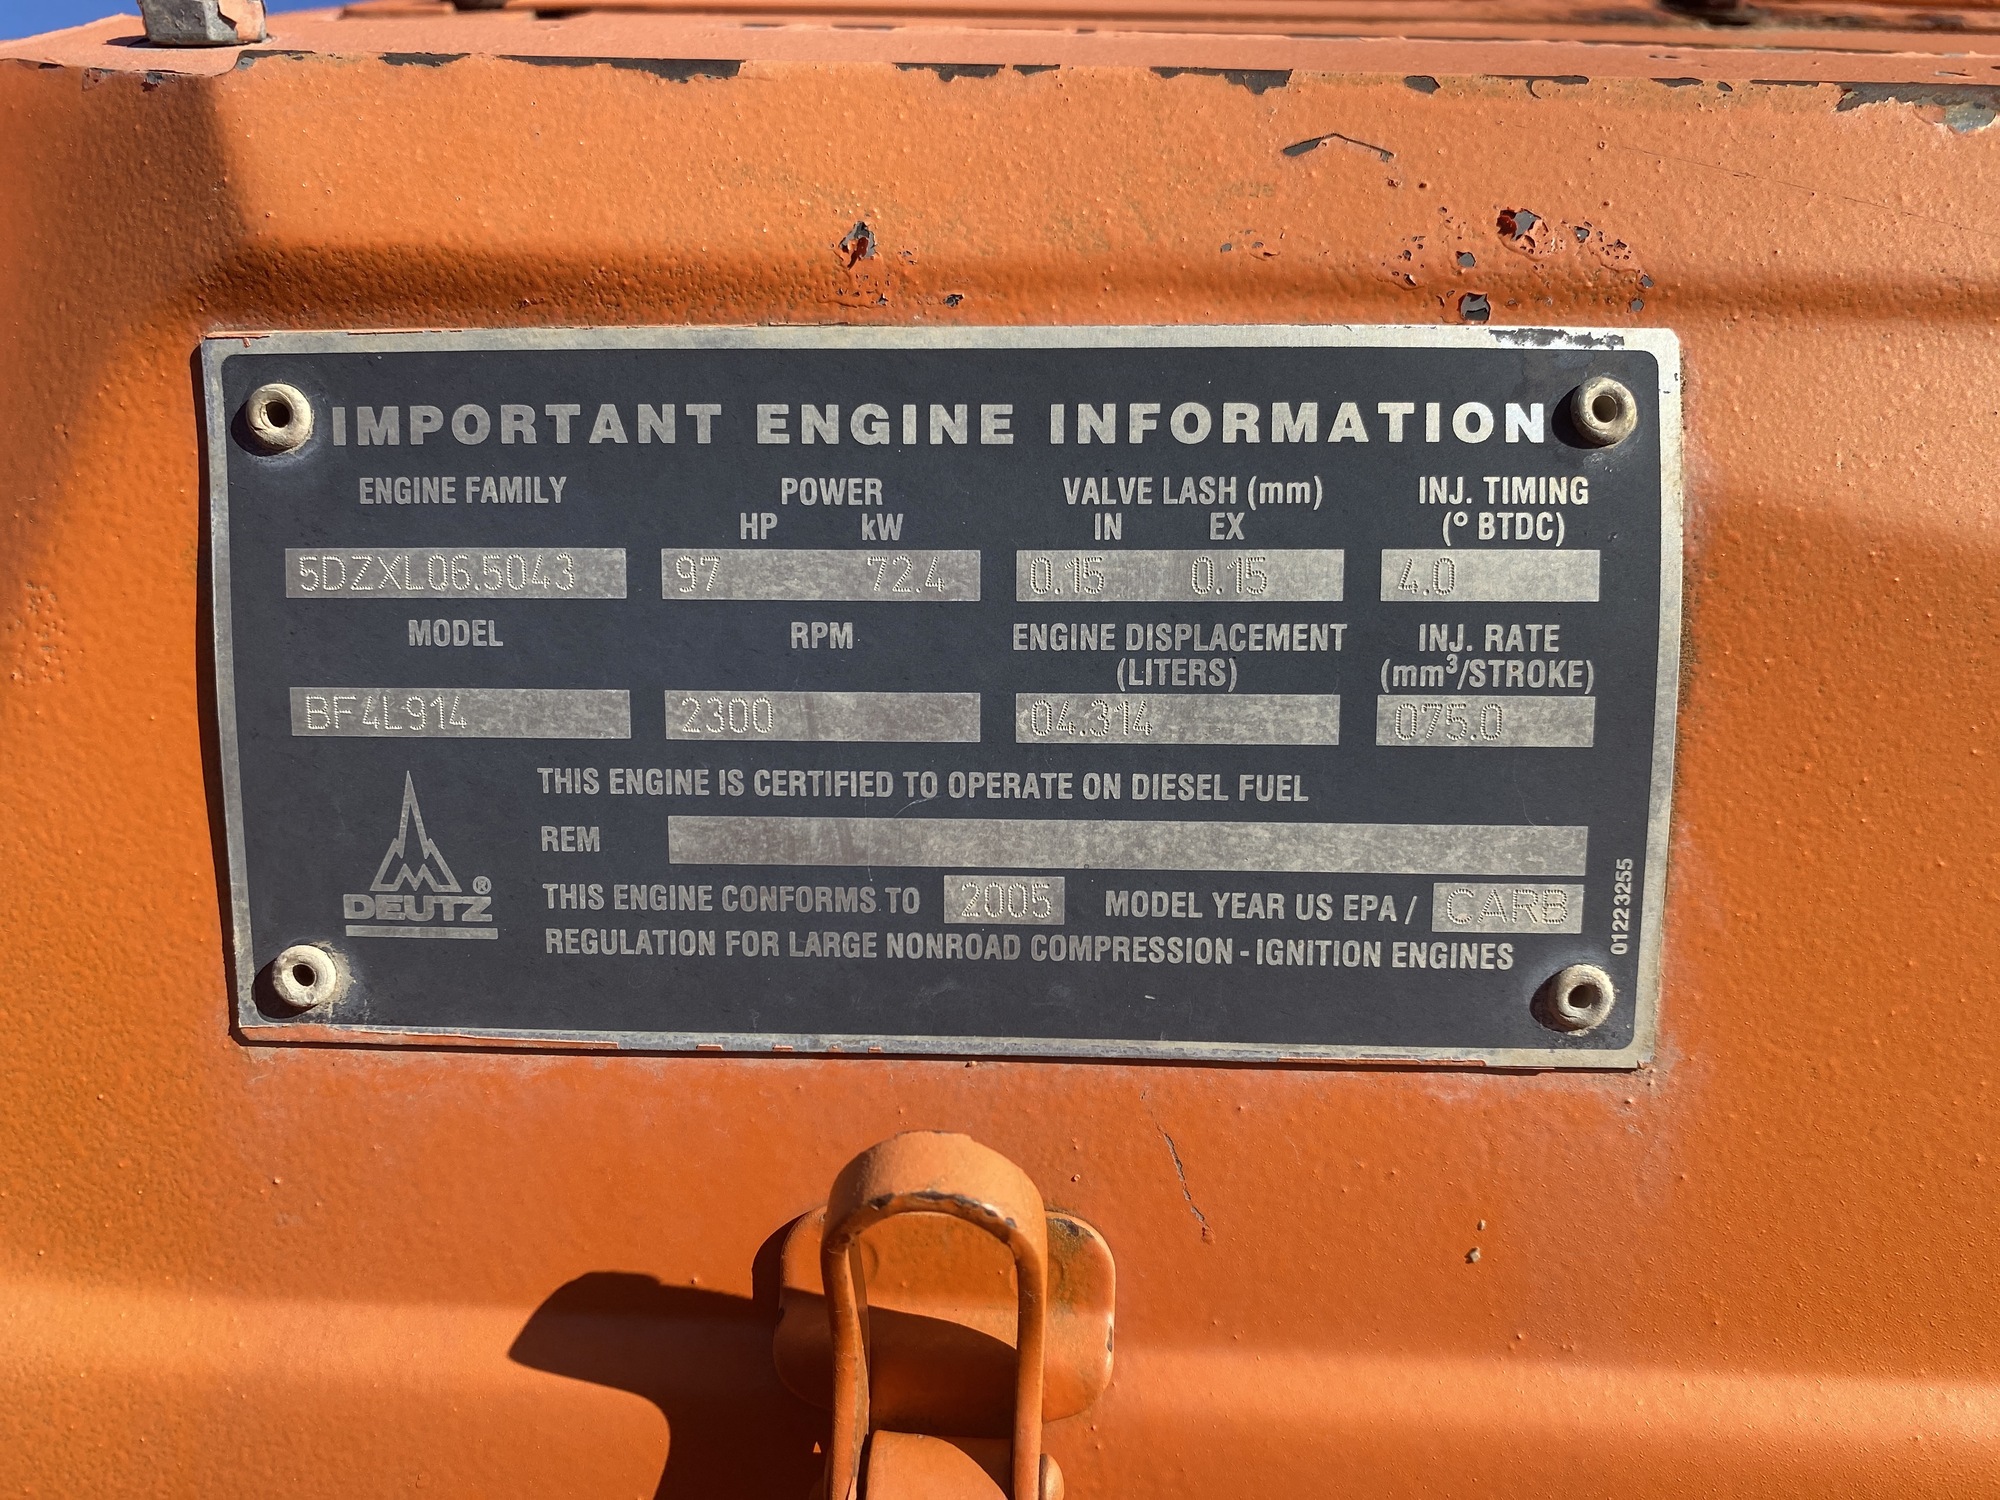 IMPORTANT ENGINE INFORMATION
ENGINE FAMILY POWER VALVE LASH (mm) INJ. TIMING
HP kW IN EX (° BTDC)
5DZXL06.5043 97 72.4 0.15 0.15 4.0
MODEL RPM ENGINE DISPLACEMENT INJ. RATE
(LITERS) (mm³/STROKE)
BF4L914 2300 04.314 075.0
THIS ENGINE IS CERTIFIED TO OPERATE ON DIESEL FUEL
REM
DEUTZ ®
THIS ENGINE CONFORMS TO 2005 MODEL YEAR US EPA / CARB
REGULATION FOR LARGE NONROAD COMPRESSION - IGNITION ENGINES
01223255